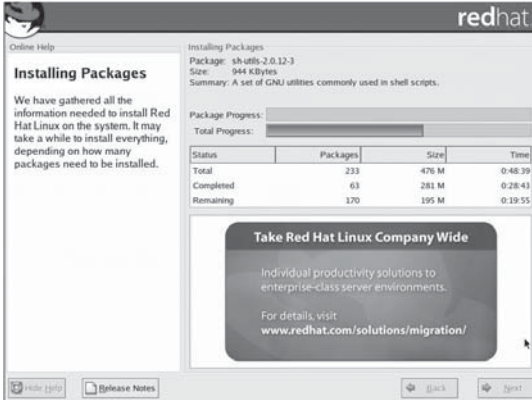 redhat.
Online Help
Installing Packages
We have gathered all the
information needed to install Red
Hat Linux on the system. It may
take a while to install everything,
depending on how many
packages need to be installed.
Installing Packages
Package: sh-utils-2.0.12-3
Size: 944 KBytes
Summary: A set of GNU utilities commonly used in shell scripts.
Package Progress:
Total Progress:
Status Packages Size Time
Total 233 476 M 0:48:39
Completed 63 281 M 0:28:43
Remaining 170 195 M 0:19:55
Take Red Hat Linux Company Wide
Individual productivity solutions to
enterprise-class server environments.
For details, visit
www.redhat.com/solutions/migration/
Hide Help Release Notes Back Next